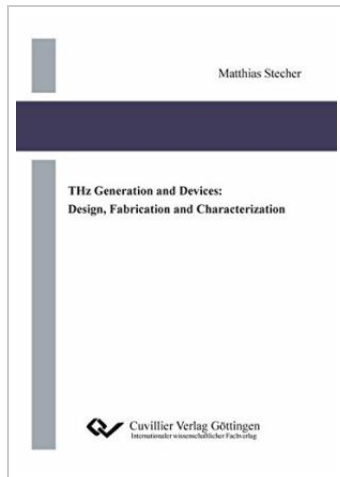 Matthias Stecher
THz Generation and Devices:
Design, Fabrication and Characterization
Cuvillier Verlag Göttingen
Internationaler wissenschaftlicher Fachverlag